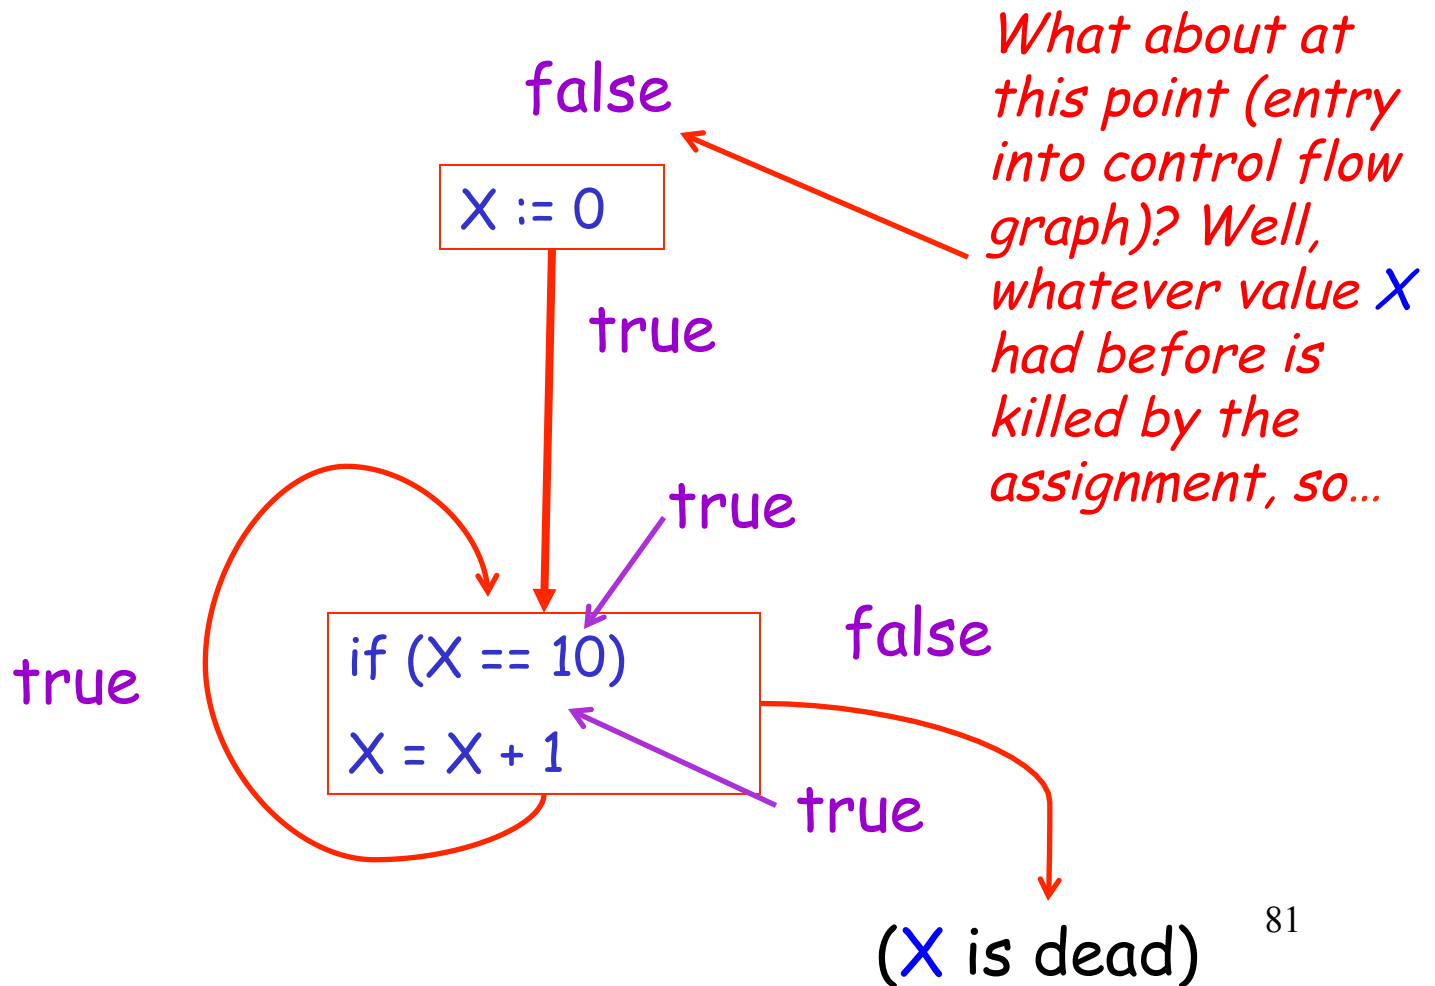 What about at
this point (entry
into control flow
graph)? Well,
whatever value X
had before is
killed by the
assignment, so…
false
X := 0
true
true
if (X == 10)
false
true
X = X + 1
true
(X is dead)
81